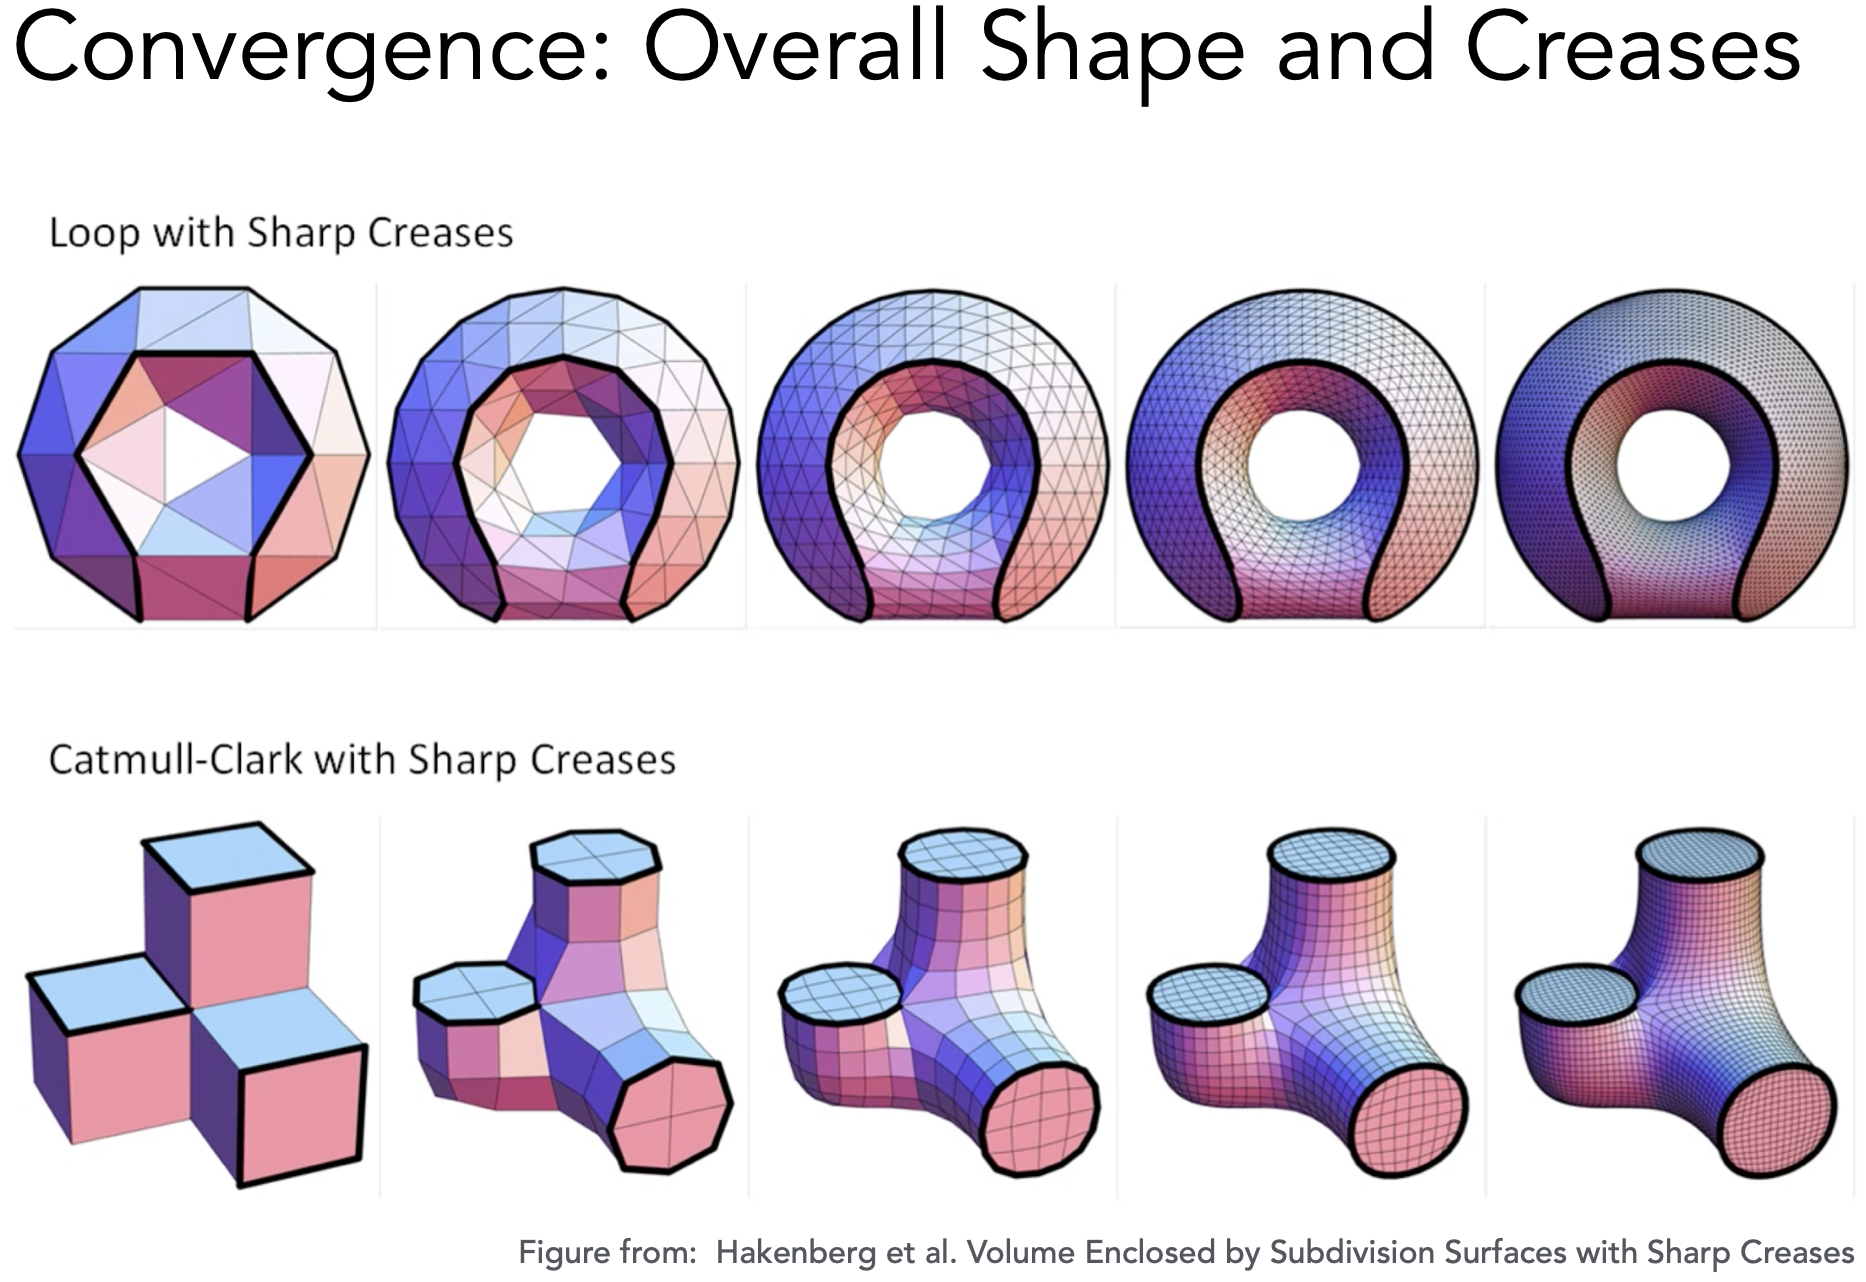 Convergence: Overall Shape and Creases
Loop with Sharp Creases
Catmull-Clark with Sharp Creases
Figure from:  Hakenberg et al. Volume Enclosed by Subdivision Surfaces with Sharp Creases